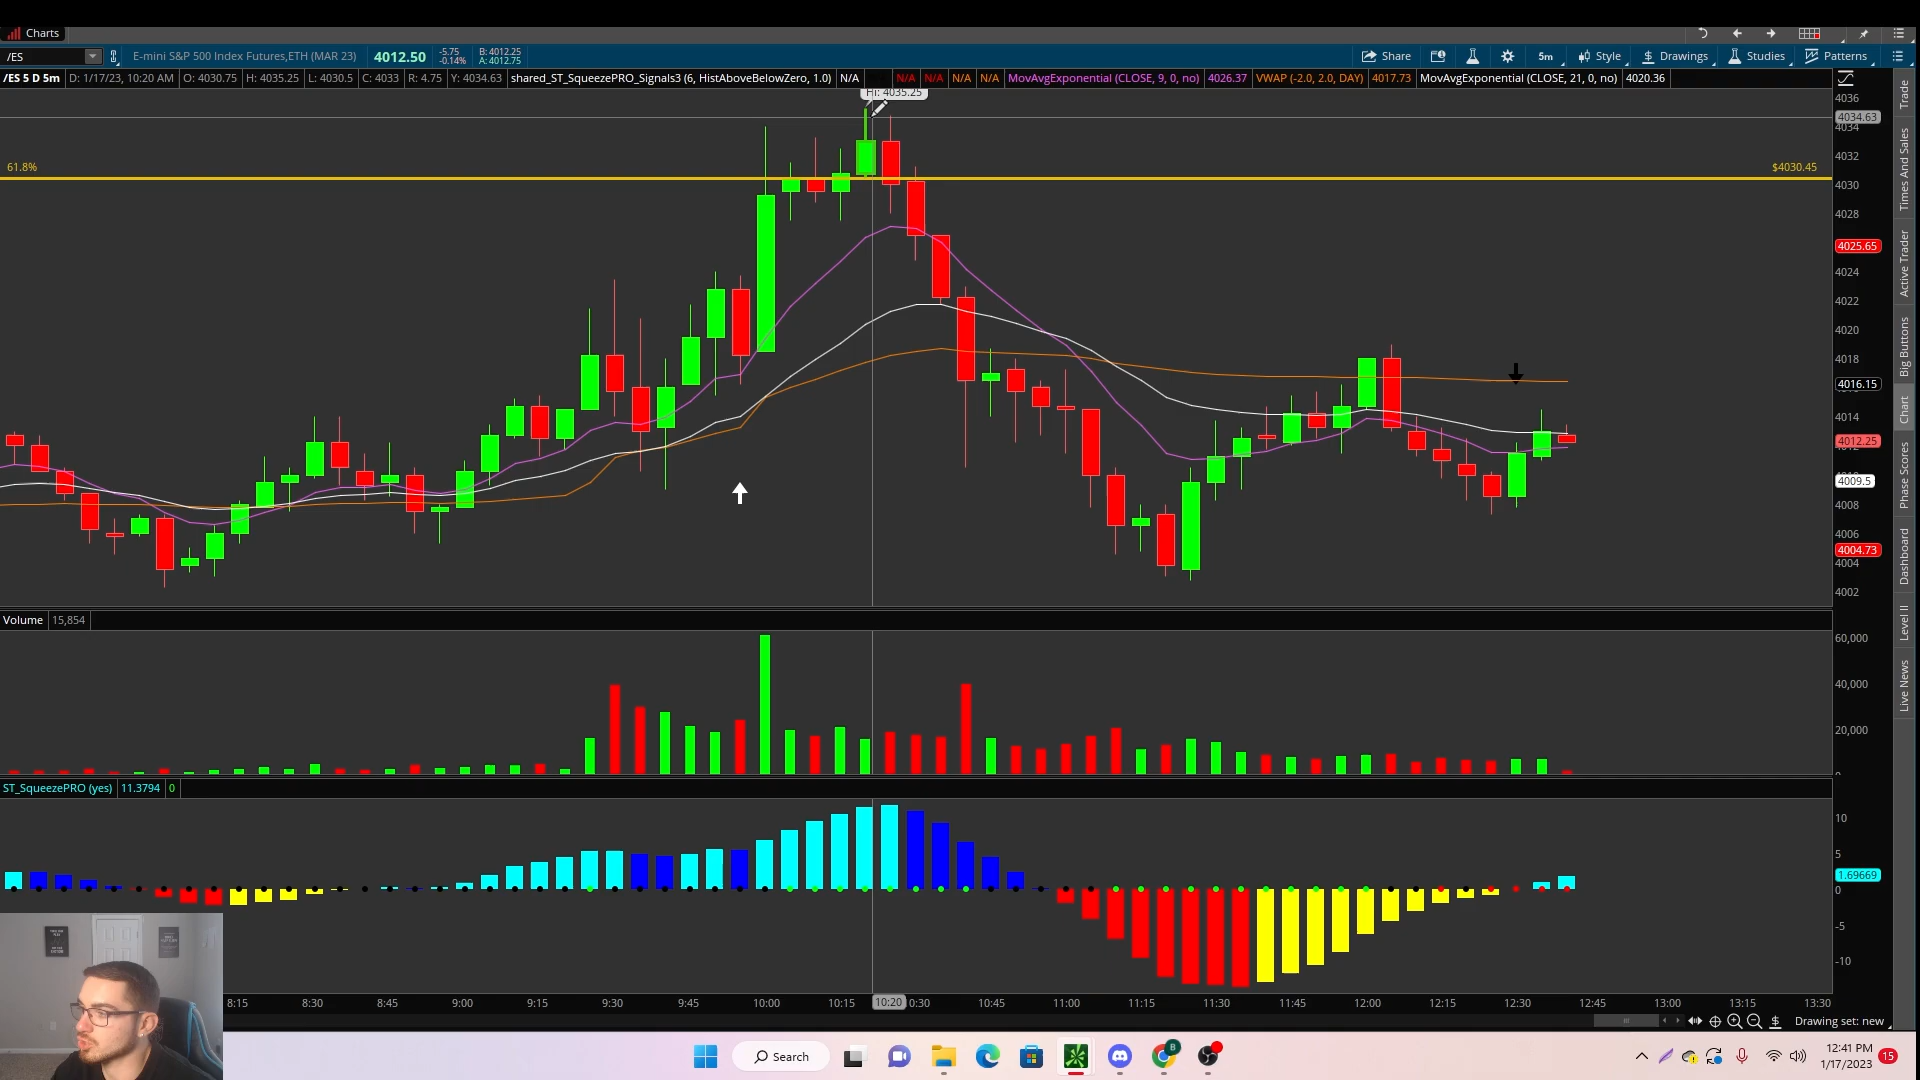 Charts
/ES
E-mini S&P 500 Index Futures,ETH (MAR 23)
4012.50
-5.75
-0.14%
B: 4012.25
A: 4012.75
Share
5m
Style
Drawings
Studies
Patterns
/ES 5 D 5m
D: 1/17/23, 10:20 AM
O: 4030.75
H: 4035.25
L: 4030.5
C: 4033
R: 4.75
Y: 4034.63
shared_ST_SqueezePRO_Signals3 (6, HistAboveBelowZero, 1.0)
N/A
N/A
N/A
N/A
N/A
MovAvgExponential (CLOSE, 9, 0, no)
4026.37
VWAP (-2.0, 2.0, DAY)
4017.73
MovAvgExponential (CLOSE, 21, 0, no)
4020.36
Hi: 4035.25
61.8%
$4030.45
4036
4034.63
4034
4032
4030
4028
4025.65
4024
4022
4020
4018
4016.15
4014
4012.25
4009.5
4008
4006
4004.73
4004
4002
Trade
Times And Sales
Active Trader
Big Buttons
Chart
Phase Scores
Dashboard
Level II
Live News
Volume
15,854
60,000
40,000
20,000
ST_SqueezePRO (yes)
11.3794
0
10
5
1.69669
0
-5
-10
8:15
8:30
8:45
9:00
9:15
9:30
9:45
10:00
10:15
10:20
0:30
10:45
11:00
11:15
11:30
11:45
12:00
12:15
12:30
12:45
13:00
13:15
13:30
Drawing set: new
Search
B
12:41 PM
1/17/2023
15